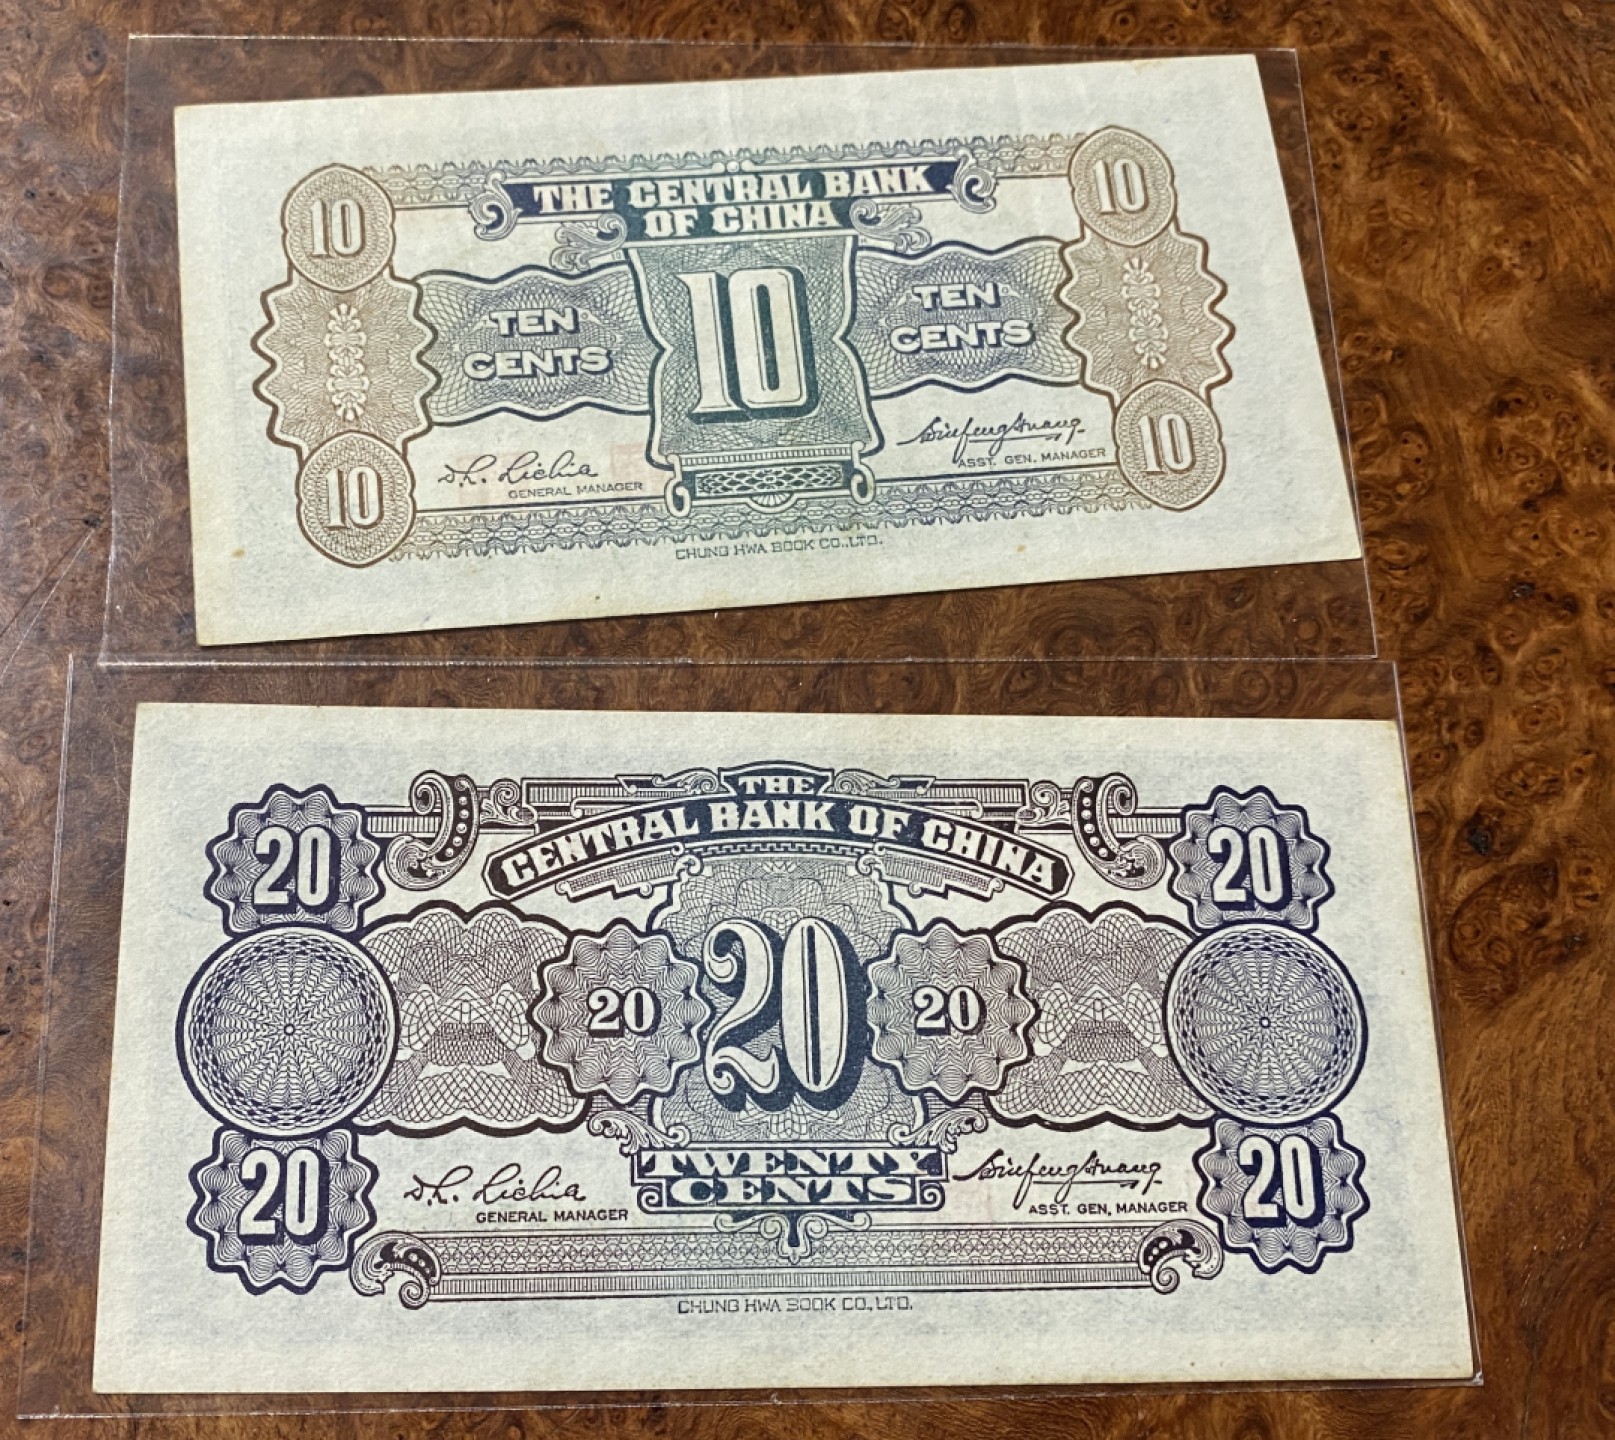 10
10
THE CENTRAL BANK
OF CHINA
TEN
CENTS
10
TEN
CENTS
GENERAL MANAGER
ASST. GEN. MANAGER
10
10
CHUNG HWA BOOK CO.,LTD.
THE
CENTRAL BANK OF CHINA
20
20
20
20
20
TWENTY
CENTS
GENERAL MANAGER
ASST. GEN. MANAGER
20
20
CHUNG HWA BOOK CO.,LTD.